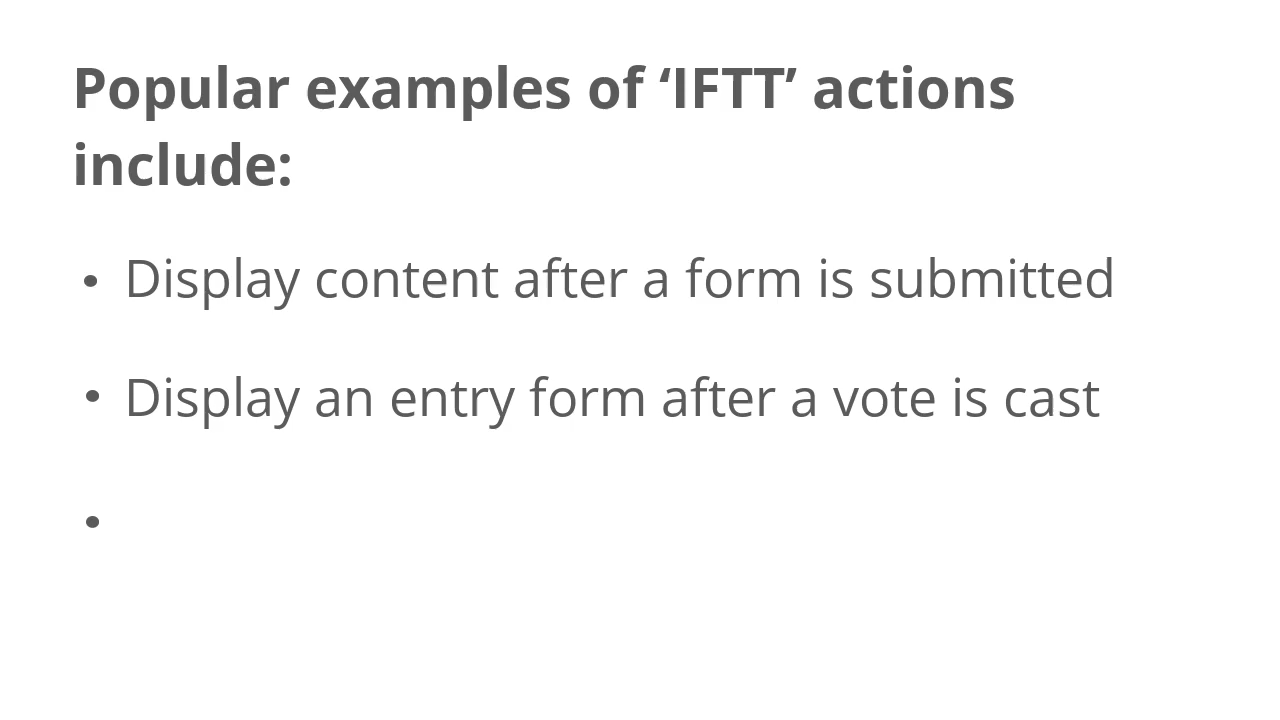 Popular examples of ‘IFTT’ actions
include:
• Display content after a form is submitted
• Display an entry form after a vote is cast
•